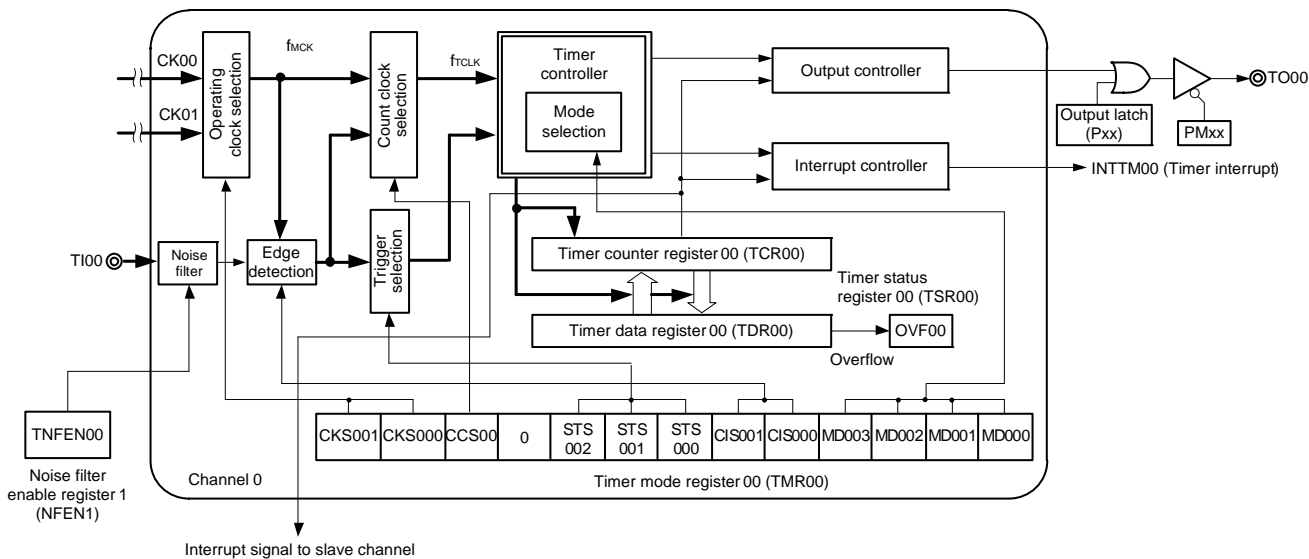 CK00
CK01
Operating
clock selection
fMCK
Count clock
selection
fTCLK
Timer
controller
Mode
selection
Output controller
Output latch
(Pxx)
PMxx
TO00
Interrupt controller
INTTM00 (Timer interrupt)
TI00
Noise
filter
Edge
detection
Trigger
selection
Timer counter register 00 (TCR00)
Timer status
register 00 (TSR00)
Timer data register 00 (TDR00)
OVF00
Overflow
TNFEN00
Noise filter
enable register 1
(NFEN1)
CKS001 CKS000 CCS00 0 STS 002 STS 001 STS 000 CIS001 CIS000 MD003 MD002 MD001 MD000
Channel 0
Timer mode register 00 (TMR00)
Interrupt signal to slave channel